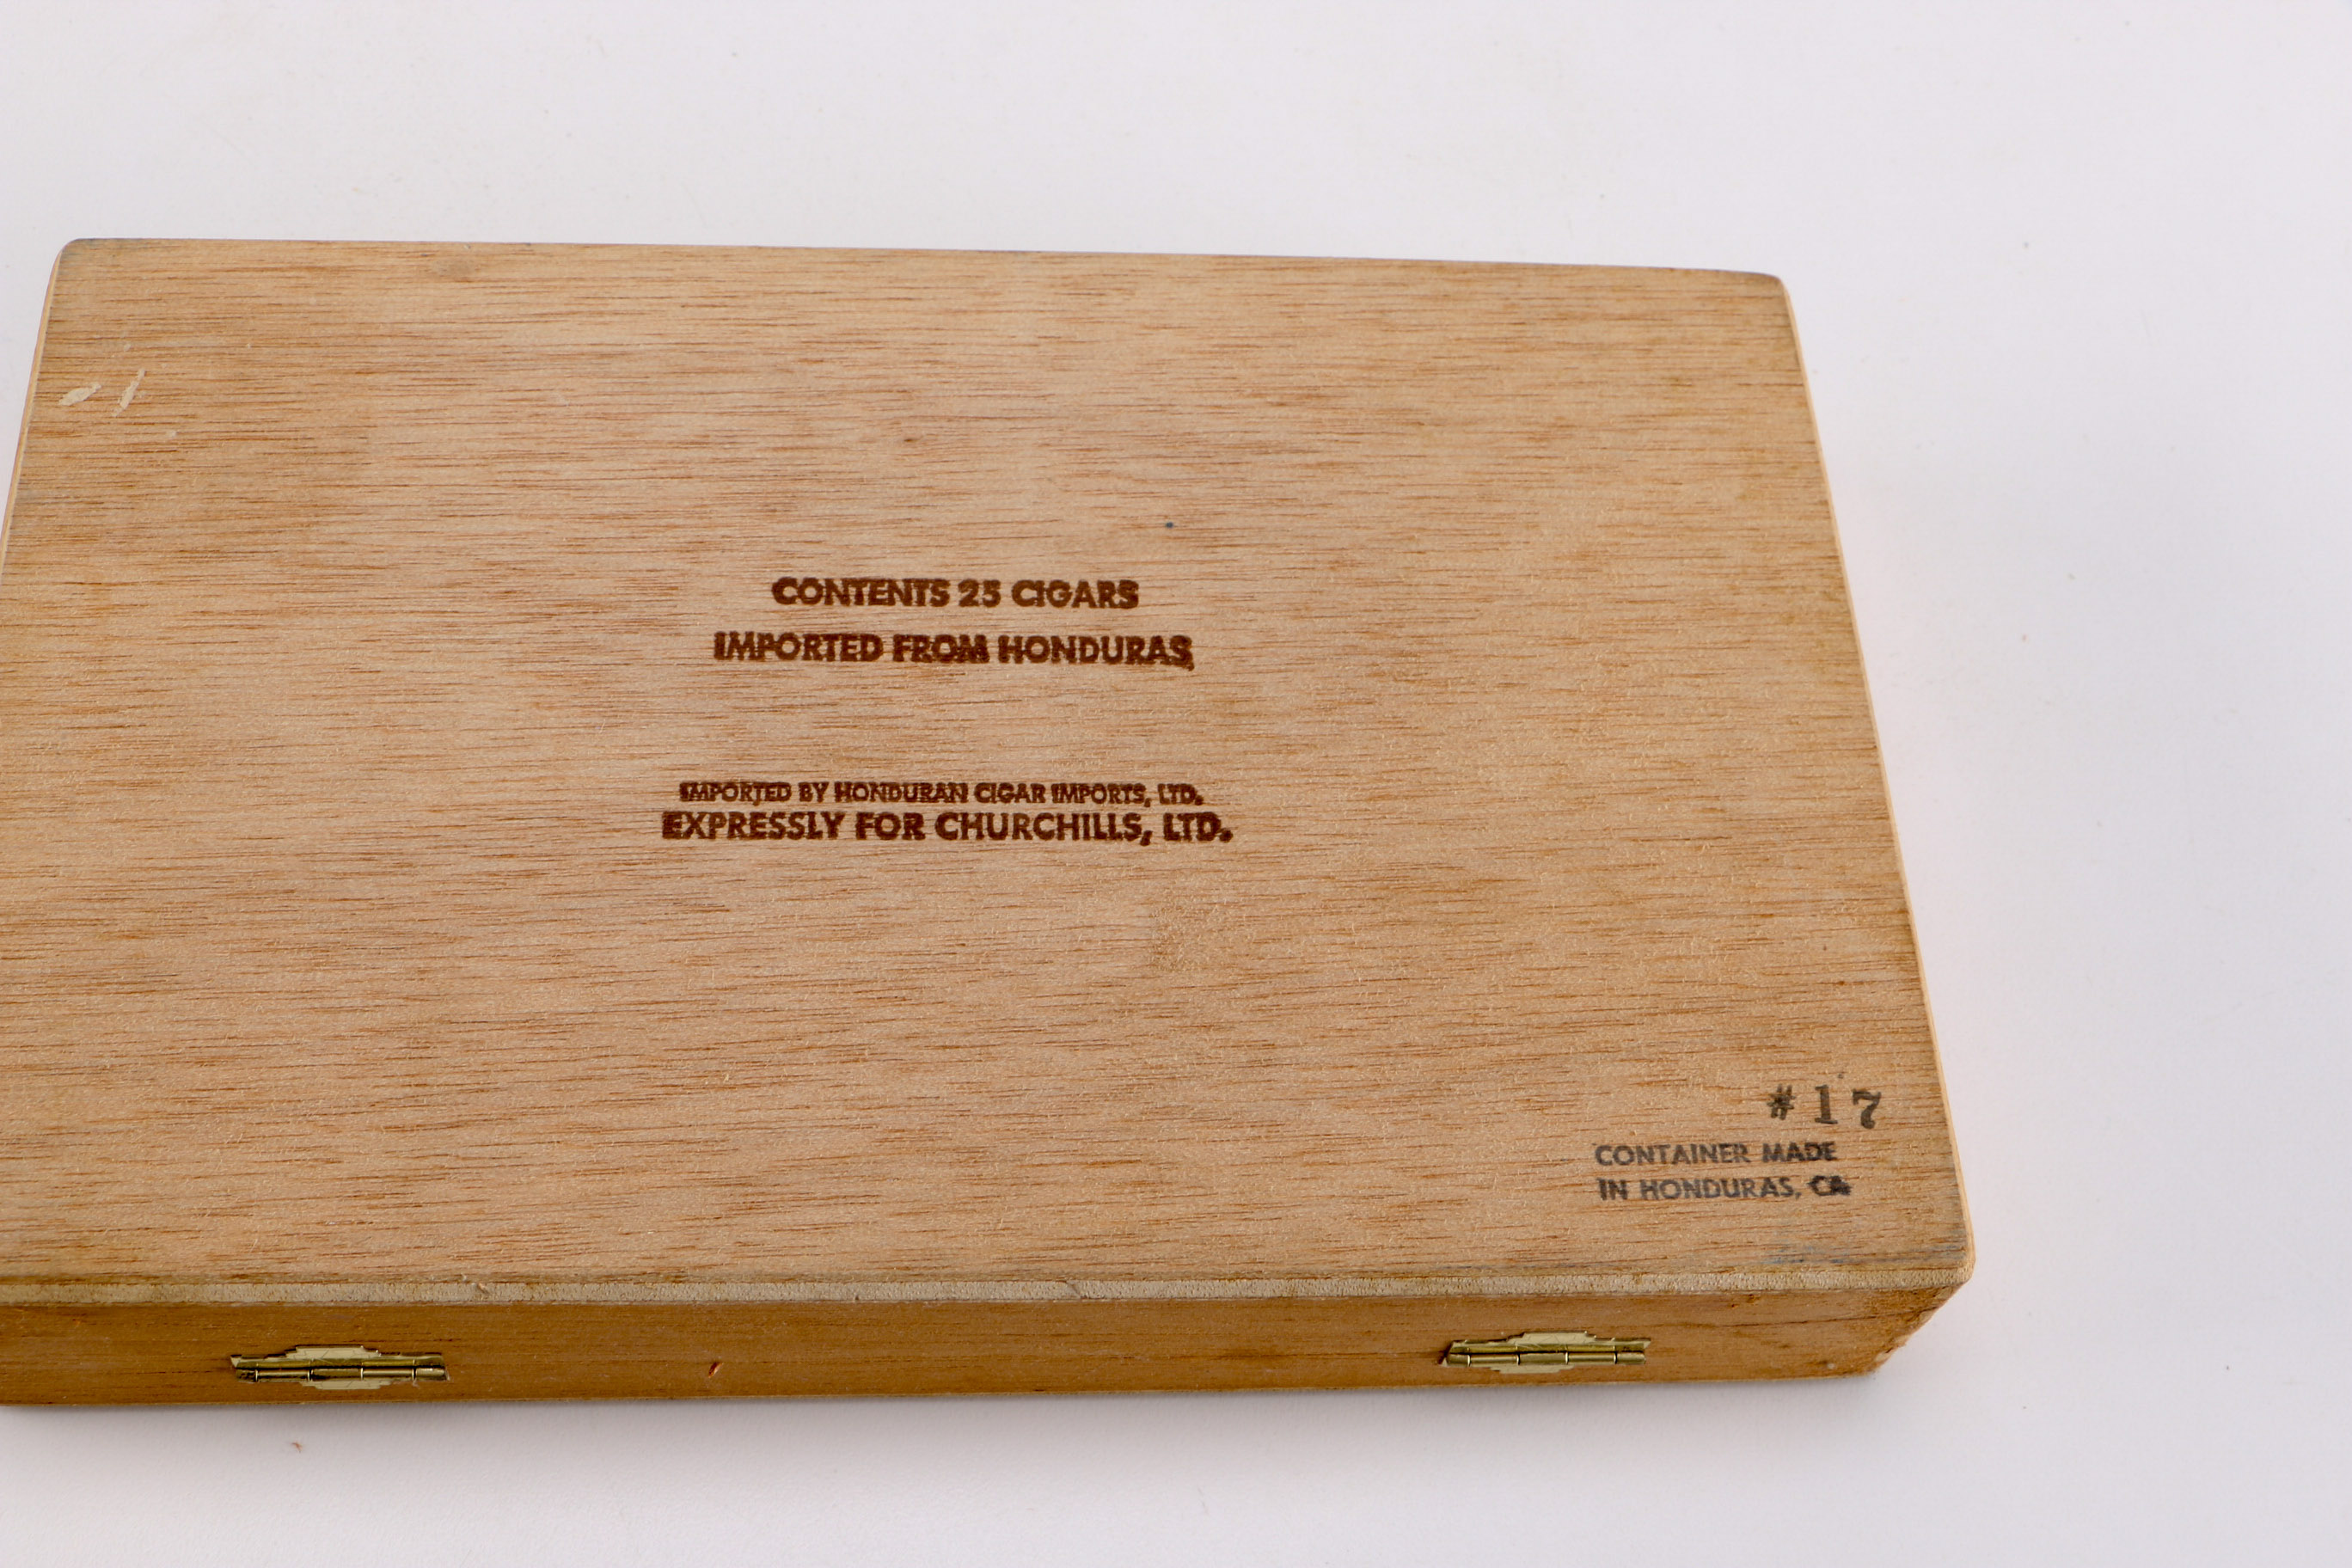 CONTENTS 25 CIGARS
IMPORTED FROM HONDURAS
IMPORTED BY HONDURAN CIGAR IMPORTS, LTD.
EXPRESSLY FOR CHURCHILLS, LTD.
#17
CONTAINER MADE
IN HONDURAS, CA